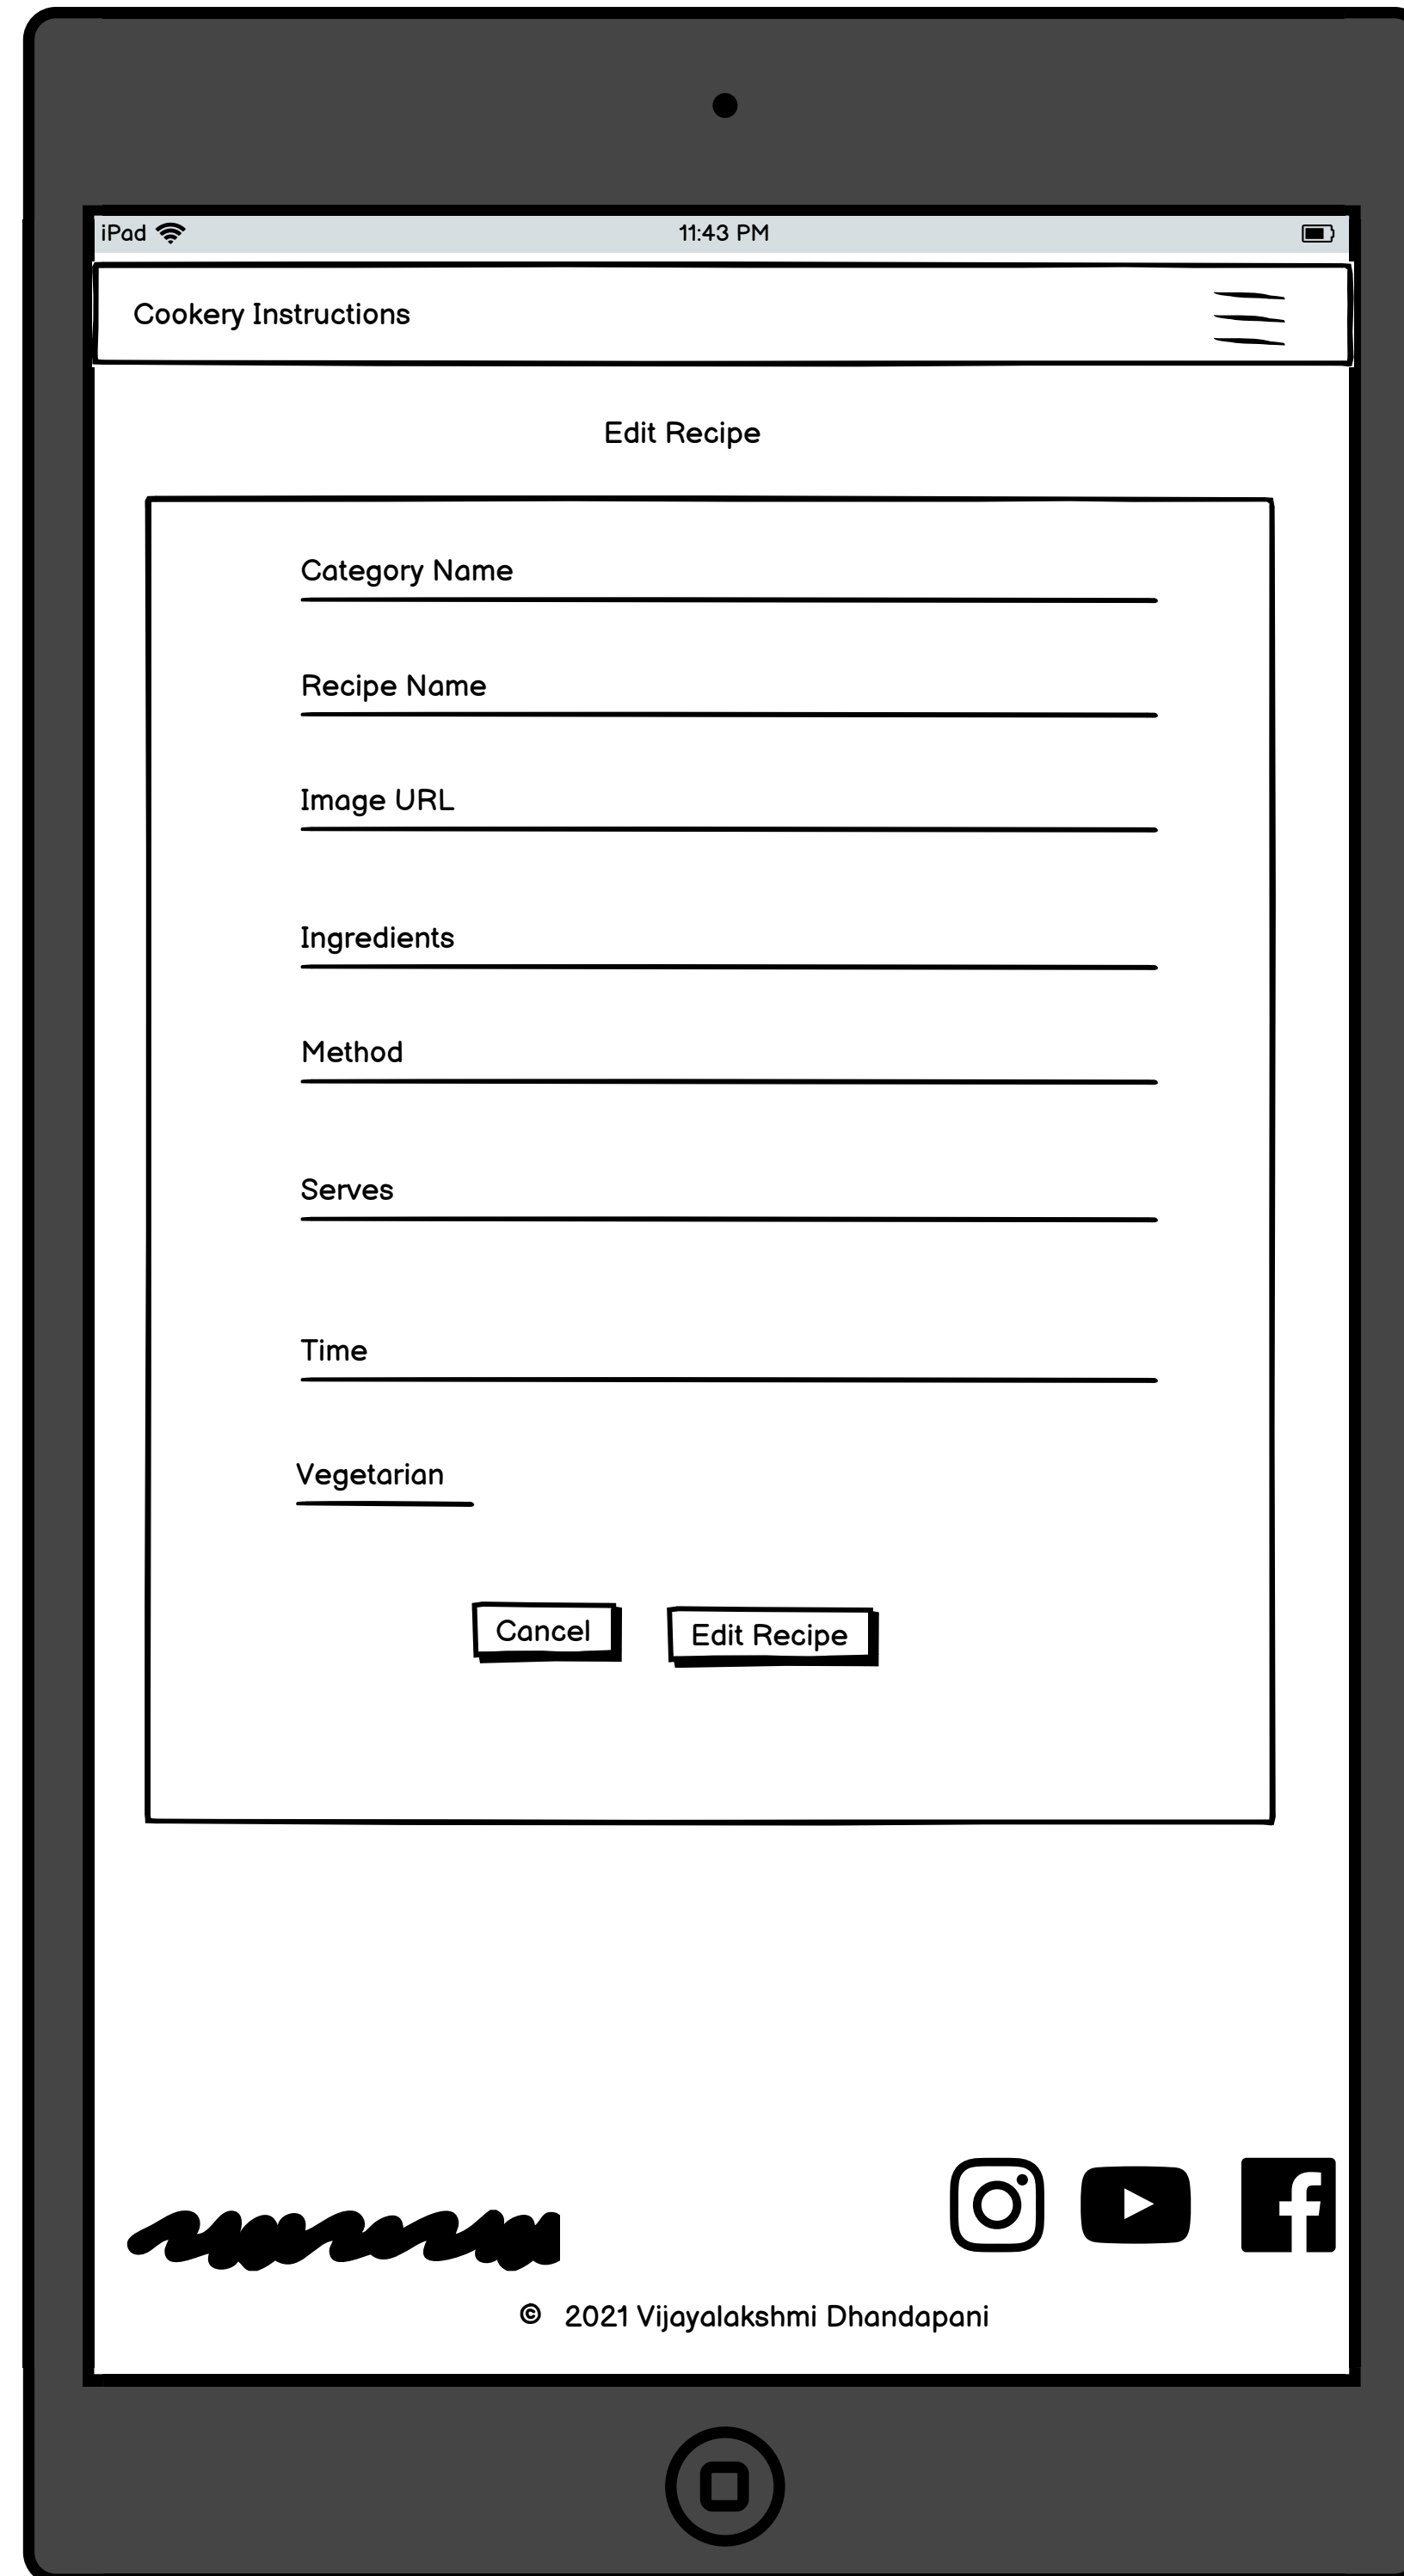 iPad 11:43 PM
Cookery Instructions
Edit Recipe
Category Name
Recipe Name
Image URL
Ingredients
Method
Serves
Time
Vegetarian
Cancel Edit Recipe
© 2021 Vijayalakshmi Dhandapani